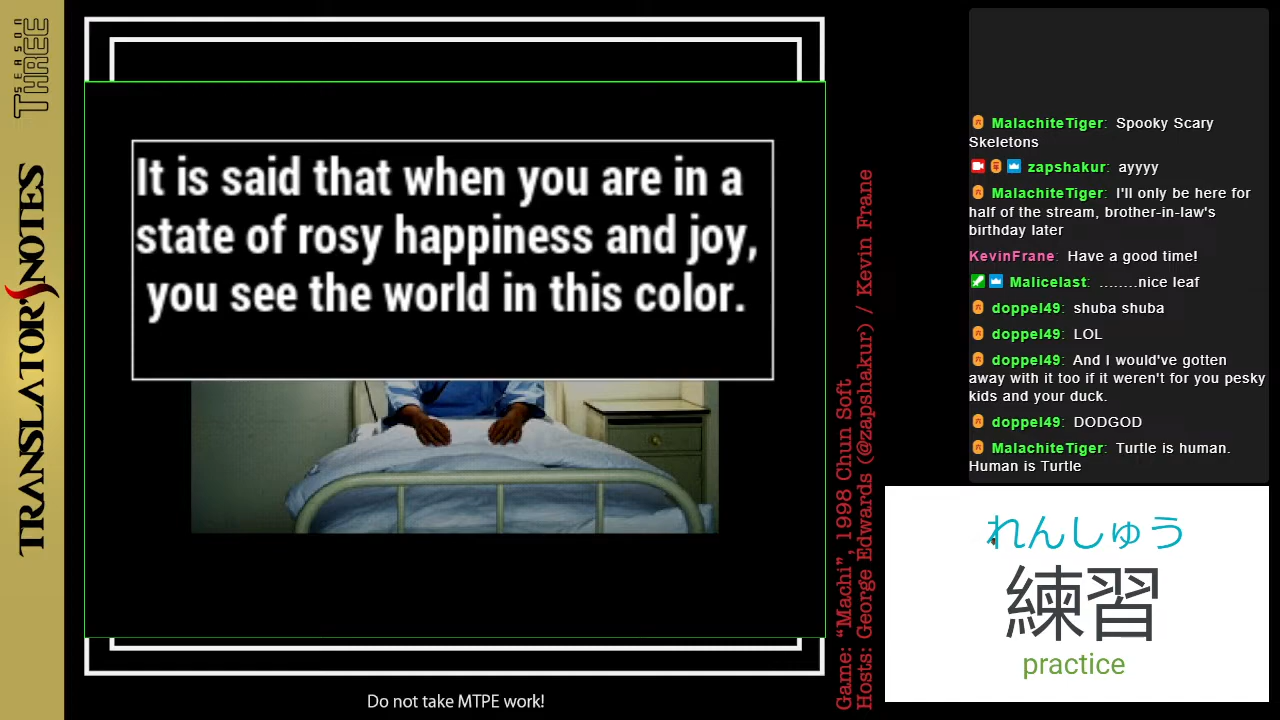 SEASON
THREE
TRANSLATOR'S NOTES
It is said that when you are in a
state of rosy happiness and joy,
you see the world in this color.
Do not take MTPE work!
Game: “Machi”, 1998 Chun Soft
Hosts: George Edwards (@zapshakur) / Kevin Frane
MalachiteTiger: Spooky Scary
Skeletons
zapshakur: ayyyy
MalachiteTiger: I'll only be here for
half of the stream, brother-in-law's
birthday later
KevinFrane: Have a good time!
Malicelast: ........nice leaf
doppel49: shuba shuba
doppel49: LOL
doppel49: And I would've gotten
away with it too if it weren't for you pesky
kids and your duck.
doppel49: DODGOD
MalachiteTiger: Turtle is human.
Human is Turtle
れんしゅう
練習
practice